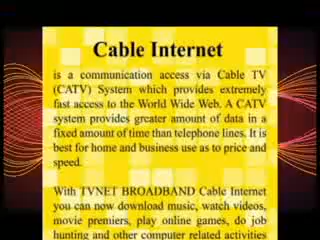 Cable Internet
is a communication access via Cable TV
(CATV) System which provides extremely
fast access to the World Wide Web. A CATV
system provides greater amount of data in a
fixed amount of time than telephone lines. It is
best for home and business use as to price and
speed.
With TVNET BROADBAND Cable Internet
you can now download music, watch videos,
movie premiers, play online games, do job
hunting and other computer related activities